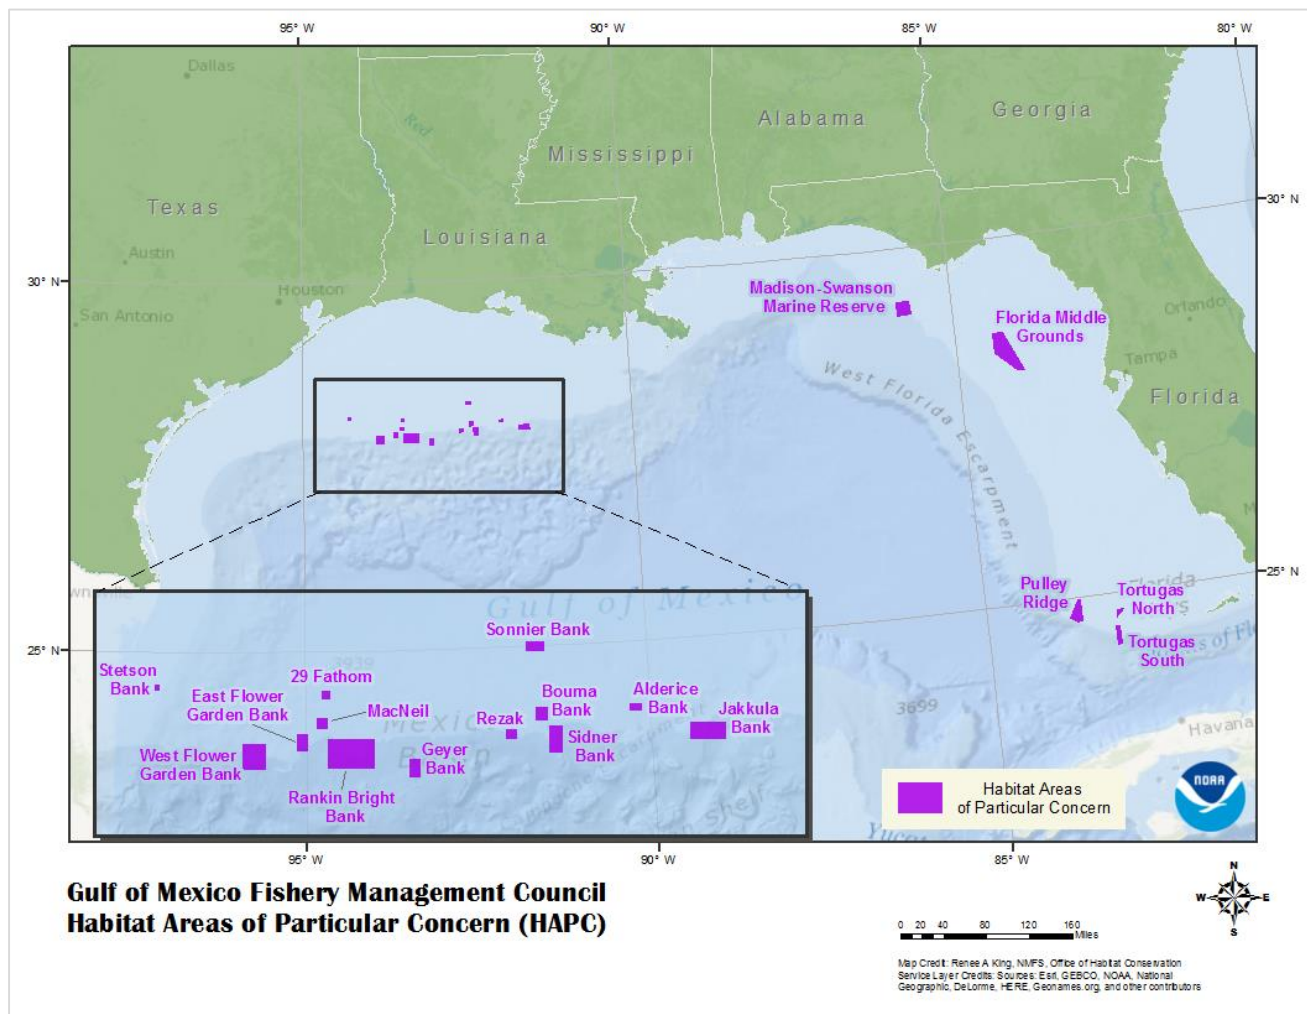 95° W
90° W
85° W
80° W
Dallas
Red
Georgia
Alabama
Mississippi
Texas
30° N
Louisiana
Austin
30° N
Houston
Madison-Swanson
Marine Reserve
San Antonio
Florida Middle
Grounds
Orlando
Tampa
West Florida Escarpment
Florida
25° N
Pulley
Ridge
Florida
Tortugas
North
Gulf of Mexico
Tortugas
South
25° N
Sonnier Bank
3939
Stetson
Bank
29 Fathom
East Flower
Garden Bank
MacNeil
Bouma
Bank
Alderice
Bank
Jakkula
Bank
Rezak
Sidner
Bank
West Flower
Garden Bank
Geyer
Bank
Mexico
Rankin Bright
Bank
3699
Havana
NOAA
Habitat Areas
of Particular Concern
95° W
90° W
85° W
Gulf of Mexico Fishery Management Council
Habitat Areas of Particular Concern (HAPC)
N
W
E
S
0 20 40 80 120 160
Miles
Map Credit: Renee A King, NMFS, Office of Habitat Conservation
Service Layer Credits: Sources: Esri, GEBCO, NOAA, National
Geographic, DeLorme, HERE, Geonames.org, and other contributors